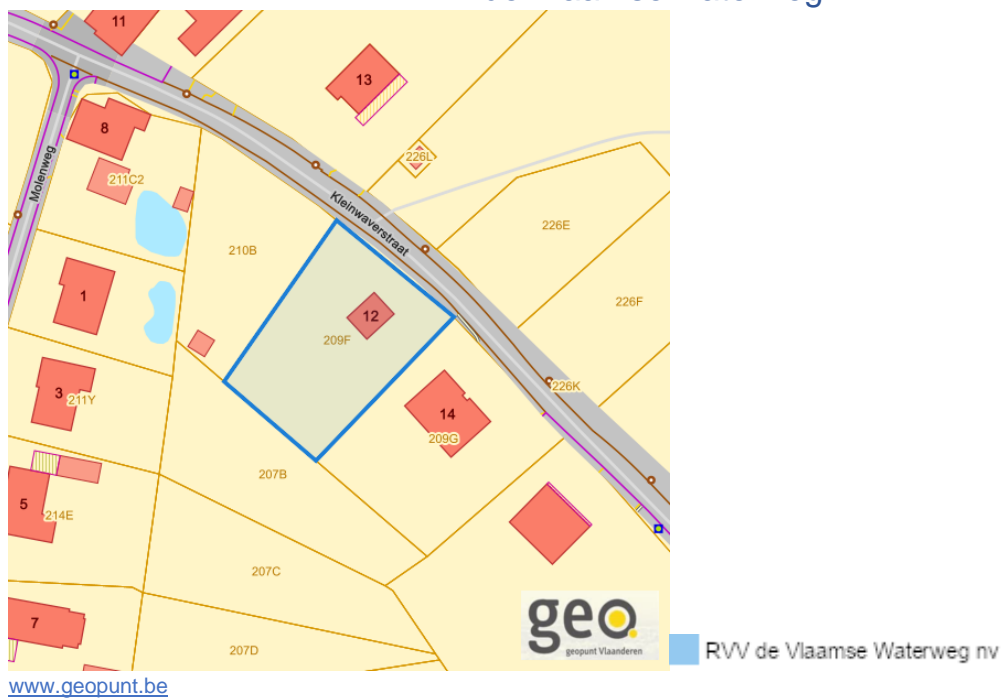 11
13
8
226L
Molenweg
211C2
Kleinwaverstraat
226E
210B
1
226F
12
209F
226K
3
211Y
14
209G
207B
5
214E
207C
geo
geopunt Vlaanderen
7
207D
RVV de Vlaamse Waterweg nv
www.geopunt.be